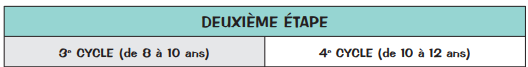 DEUXIÈME ÉTAPE
3e CYCLE (de 8 à 10 ans) 4e CYCLE (de 10 à 12 ans)